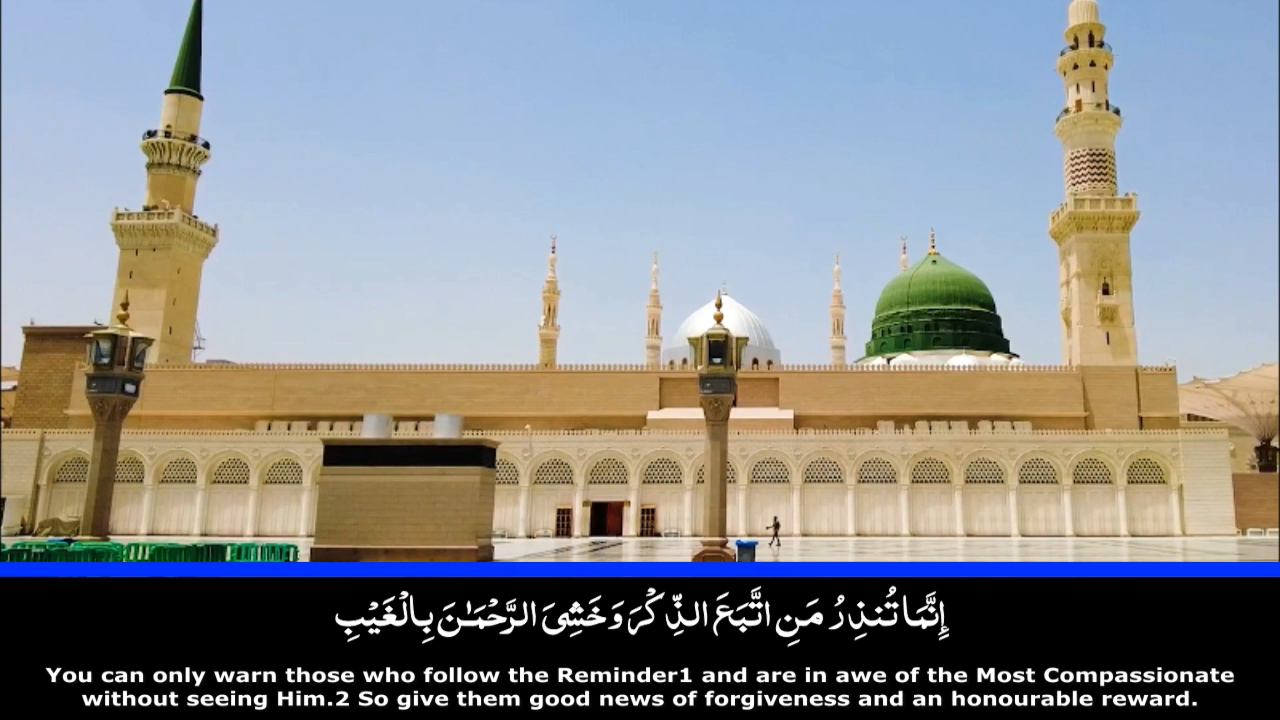 إِنَّمَا تُنذِرُ مَنِ اتَّبَعَ الذِّكْرَ وَخَشِىَ الرَّحْمَـٰنَ بِالْغَيْبِ
You can only warn those who follow the Reminder1 and are in awe of the Most Compassionate
without seeing Him.2 So give them good news of forgiveness and an honourable reward.